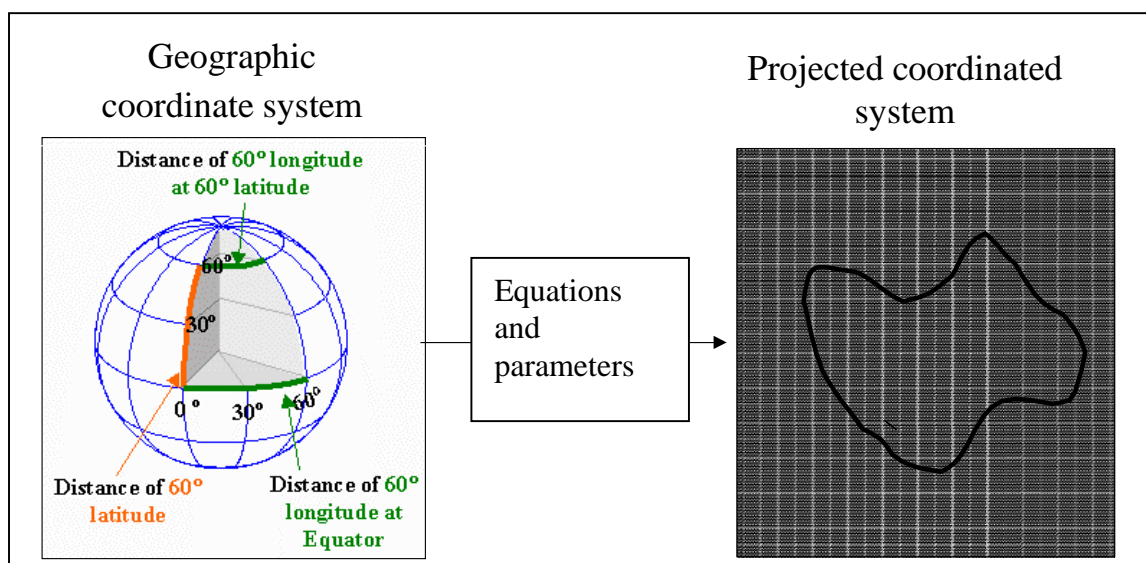 Geographic
coordinate system
Distance of 60° longitude
at 60° latitude
60°
30°
0 °
30°
60°
Distance of 60°
latitude
Distance of 60°
longitude at
Equator
Equations
and
parameters
Projected coordinated
system